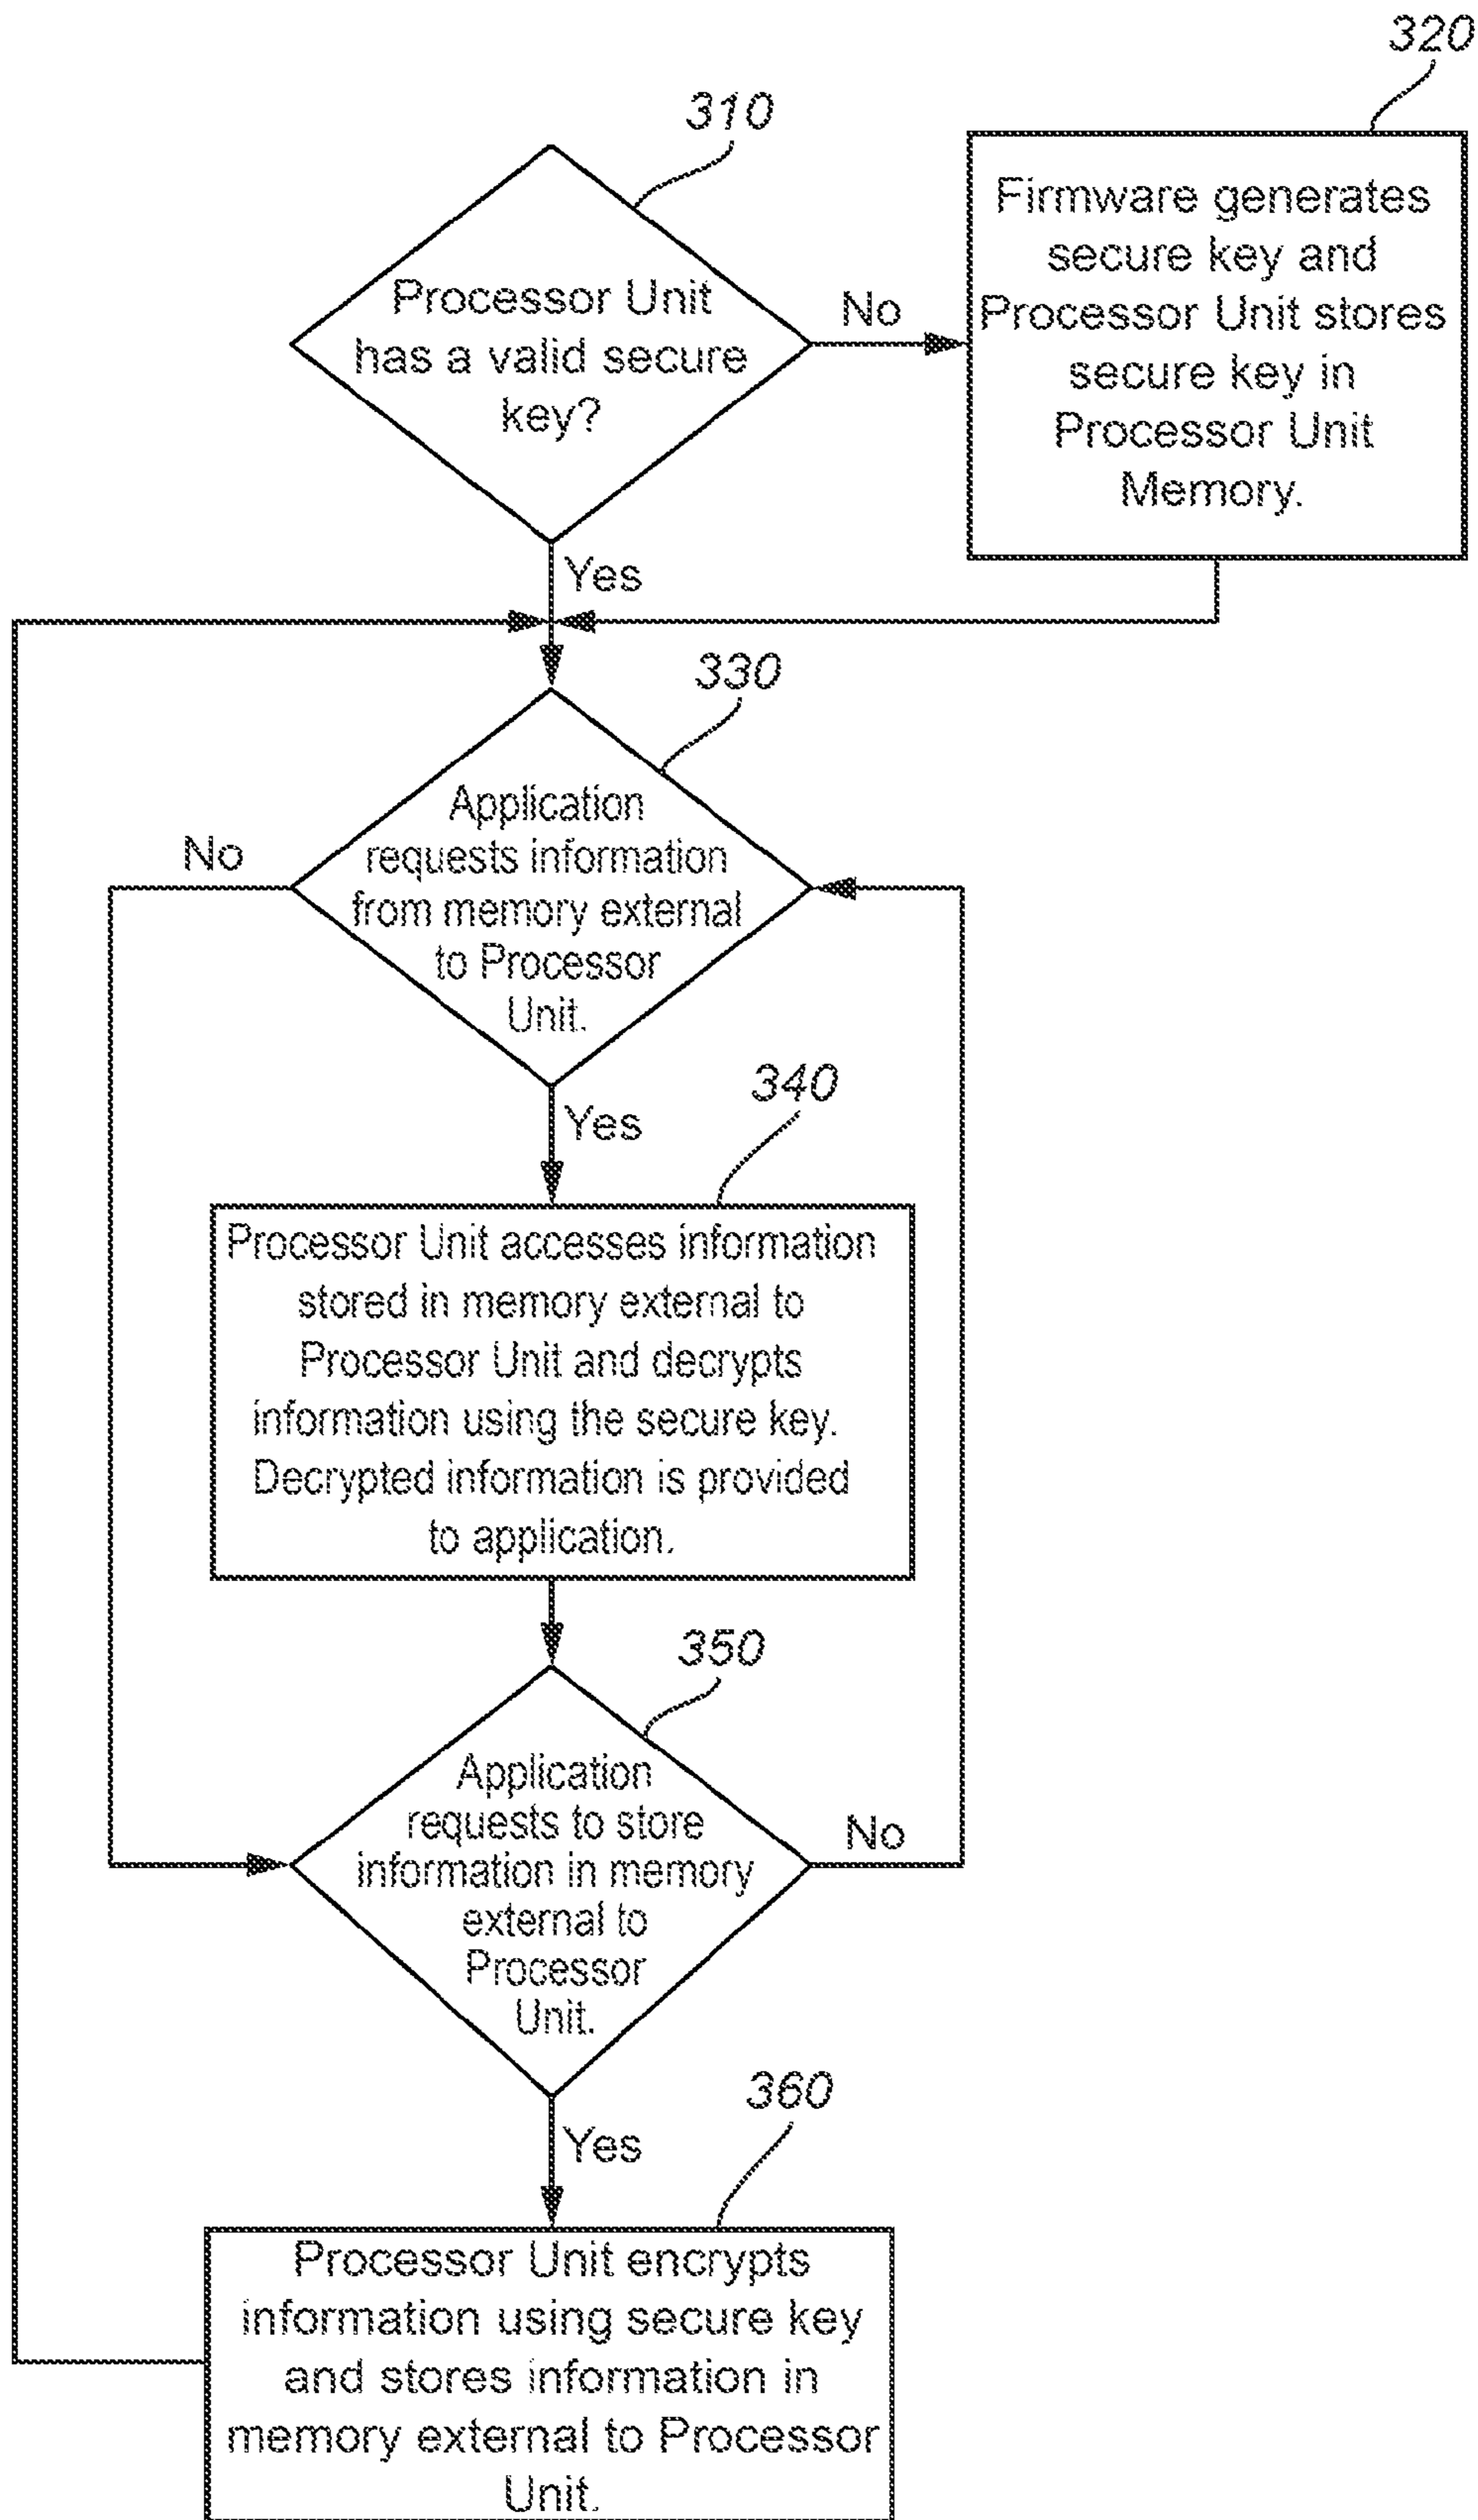 320
310
Firmware generates
secure key and
Processor Unit stores
secure key in
Processor Unit
Memory.
Processor Unit
has a valid secure
key?
No
Yes
330
Application
requests information
from memory external
to Processor
Unit.
No
Yes
340
Processor Unit accesses information
stored in memory external to
Processor Unit and decrypts
information using the secure key.
Decrypted information is provided
to application.
350
Application
requests to store
information in memory
external to
Processor
Unit.
No
Yes
360
Processor Unit encrypts
information using secure key
and stores information in
memory external to Processor
Unit.